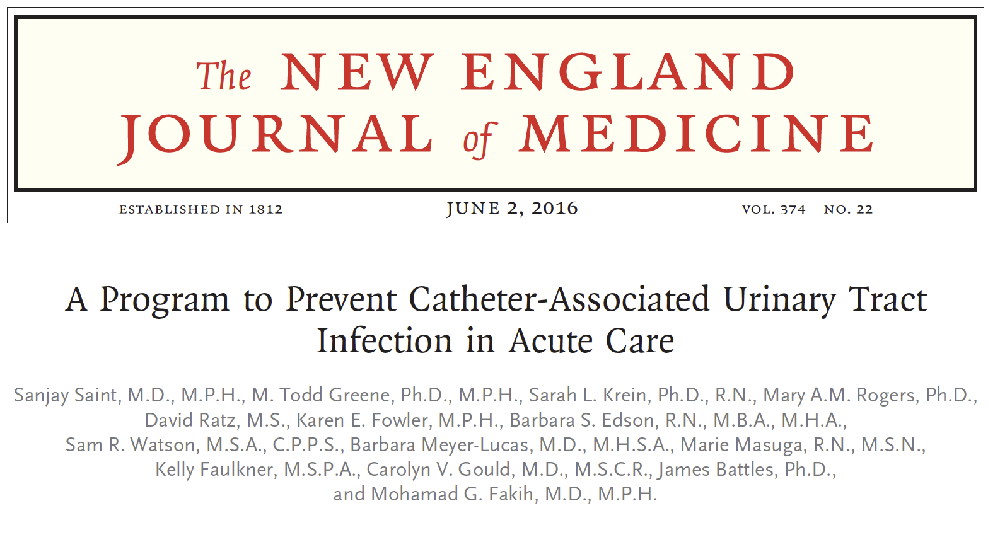 The NEW ENGLAND
JOURNAL of MEDICINE
ESTABLISHED IN 1812 JUNE 2, 2016 VOL. 374 NO. 22
A Program to Prevent Catheter-Associated Urinary Tract
Infection in Acute Care
Sanjay Saint, M.D., M.P.H., M. Todd Greene, Ph.D., M.P.H., Sarah L. Krein, Ph.D., R.N., Mary A.M. Rogers, Ph.D.,
David Ratz, M.S., Karen E. Fowler, M.P.H., Barbara S. Edson, R.N., M.B.A., M.H.A.,
Sam R. Watson, M.S.A., C.P.P.S., Barbara Meyer-Lucas, M.D., M.H.S.A., Marie Masuga, R.N., M.S.N.,
Kelly Faulkner, M.S.P.A., Carolyn V. Gould, M.D., M.S.C.R., James Battles, Ph.D.,
and Mohamad G. Fakih, M.D., M.P.H.